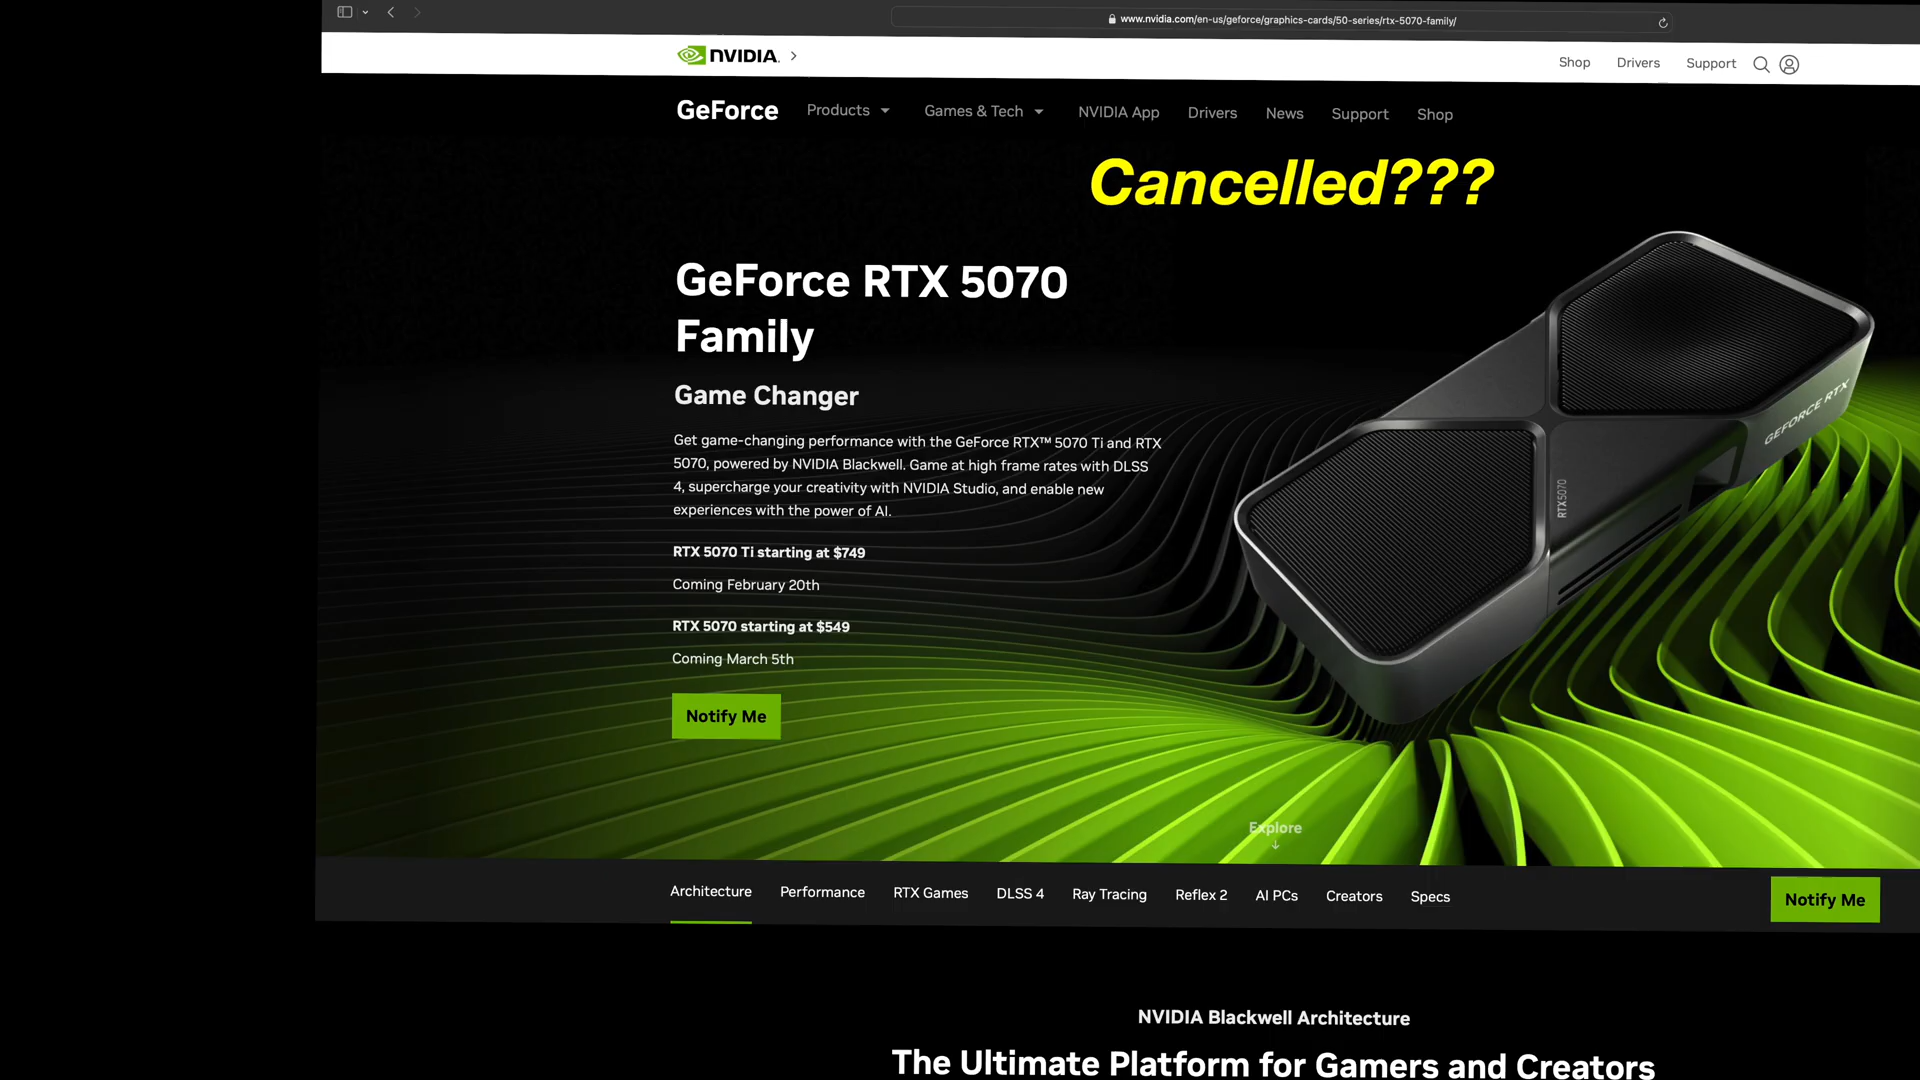 www.nvidia.com/en-us/geforce/graphics-cards/50-series/rtx-5070-family/
NVIDIA.
Shop
Drivers
Support
GeForce
Products
Games & Tech
NVIDIA App
Drivers
News
Support
Shop
Cancelled???
GeForce RTX 5070
Family
Game Changer
Get game-changing performance with the GeForce RTX™ 5070 Ti and RTX
5070, powered by NVIDIA Blackwell. Game at high frame rates with DLSS
4, supercharge your creativity with NVIDIA Studio, and enable new
experiences with the power of AI.
RTX 5070 Ti starting at $749
Coming February 20th
RTX 5070 starting at $549
Coming March 5th
Notify Me
GEFORCE RTX
RTX5070
Explore
Architecture
Performance
RTX Games
DLSS 4
Ray Tracing
Reflex 2
AI PCs
Creators
Specs
Notify Me
NVIDIA Blackwell Architecture
The Ultimate Platform for Gamers and Creators